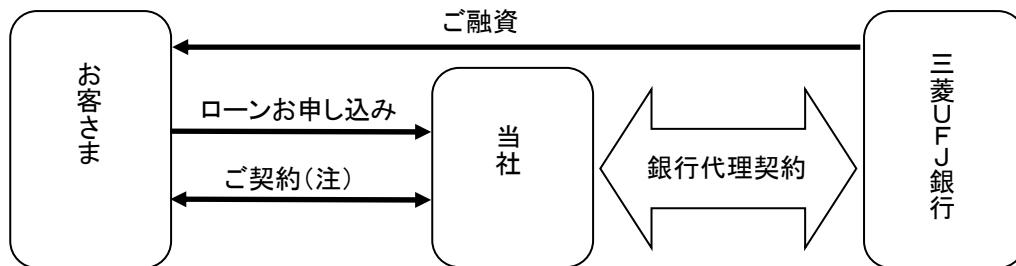 ご融資
お客さま
ローンお申し込み
ご契約(注)
当社
銀行代理契約
三菱UFJ銀行